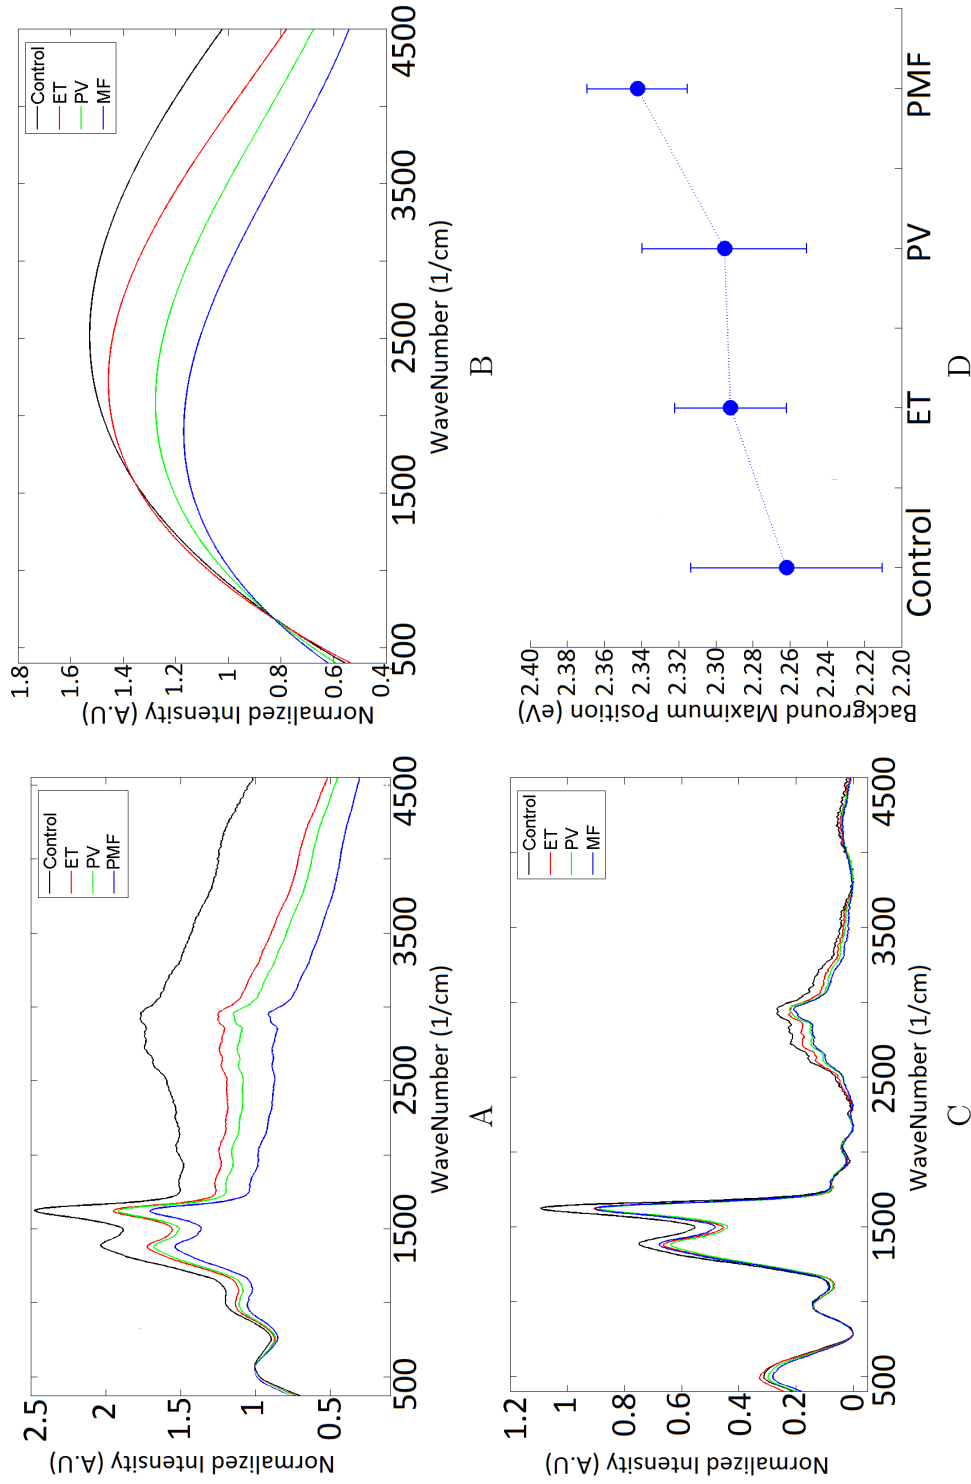 2.5
2
1.5
1
0.5
Normalized Intensity (A.U)
500
1500
2500
3500
4500
WaveNumber (1/cm)
Control
ET
PV
PMF
A
1.8
1.6
1.4
1.2
1
0.8
0.6
0.4
Normalized Intensity (A.U)
500
1500
2500
3500
4500
WaveNumber (1/cm)
Control
ET
PV
MF
B
1.2
1
0.8
0.6
0.4
0.2
0
Normalized Intensity (A.U)
500
1500
2500
3500
4500
WaveNumber (1/cm)
Control
ET
PV
MF
C
2.40
2.38
2.36
2.34
2.32
2.30
2.28
2.26
2.24
2.22
2.20
Background Maximum Position (eV)
Control
ET
PV
PMF
D